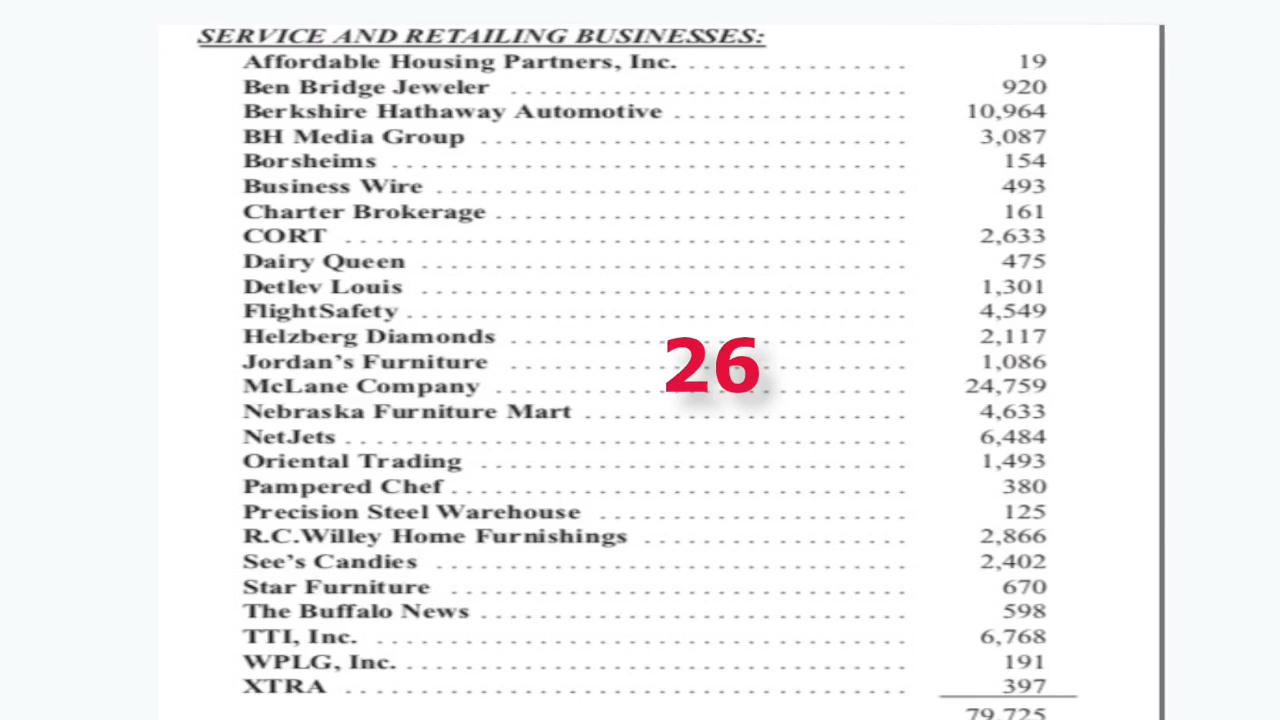 SERVICE AND RETAILING BUSINESSES:
Affordable Housing Partners, Inc. . . . . . . . . . . . . . . . 19
Ben Bridge Jeweler . . . . . . . . . . . . . . . . . . . . . . . . . . . 920
Berkshire Hathaway Automotive . . . . . . . . . . . . . . . . 10,964
BH Media Group . . . . . . . . . . . . . . . . . . . . . . . . . . . . . 3,087
Borsheims . . . . . . . . . . . . . . . . . . . . . . . . . . . . . . . . . . . 154
Business Wire . . . . . . . . . . . . . . . . . . . . . . . . . . . . . . . . 493
Charter Brokerage . . . . . . . . . . . . . . . . . . . . . . . . . . . . 161
CORT . . . . . . . . . . . . . . . . . . . . . . . . . . . . . . . . . . . . . . 2,633
Dairy Queen . . . . . . . . . . . . . . . . . . . . . . . . . . . . . . . . . 475
Detlev Louis . . . . . . . . . . . . . . . . . . . . . . . . . . . . . . . . . 1,301
FlightSafety . . . . . . . . . . . . . . . . . . . . . . . . . . . . . . . . . . 4,549
Helzberg Diamonds . . . . . . . . . . . . . . . . . . . . . . . . . . . 2,117
Jordan’s Furniture . . . . . . . . . . . . . . . . . . . . . . . . . . . 1,086
26
McLane Company . . . . . . . . . . . . . . . . . . . . . . . . . . . . 24,759
Nebraska Furniture Mart . . . . . . . . . . . . . . . . . . . . . . 4,633
NetJets . . . . . . . . . . . . . . . . . . . . . . . . . . . . . . . . . . . . . . 6,484
Oriental Trading . . . . . . . . . . . . . . . . . . . . . . . . . . . . . 1,493
Pampered Chef . . . . . . . . . . . . . . . . . . . . . . . . . . . . . . . 380
Precision Steel Warehouse . . . . . . . . . . . . . . . . . . . . . 125
R.C.Willey Home Furnishings . . . . . . . . . . . . . . . . . . 2,866
See’s Candies . . . . . . . . . . . . . . . . . . . . . . . . . . . . . . . . 2,402
Star Furniture . . . . . . . . . . . . . . . . . . . . . . . . . . . . . . . 670
The Buffalo News . . . . . . . . . . . . . . . . . . . . . . . . . . . . . 598
TTI, Inc. . . . . . . . . . . . . . . . . . . . . . . . . . . . . . . . . . . . . 6,768
WPLG, Inc. . . . . . . . . . . . . . . . . . . . . . . . . . . . . . . . . . . 191
XTRA . . . . . . . . . . . . . . . . . . . . . . . . . . . . . . . . . . . . . . 397
79,725